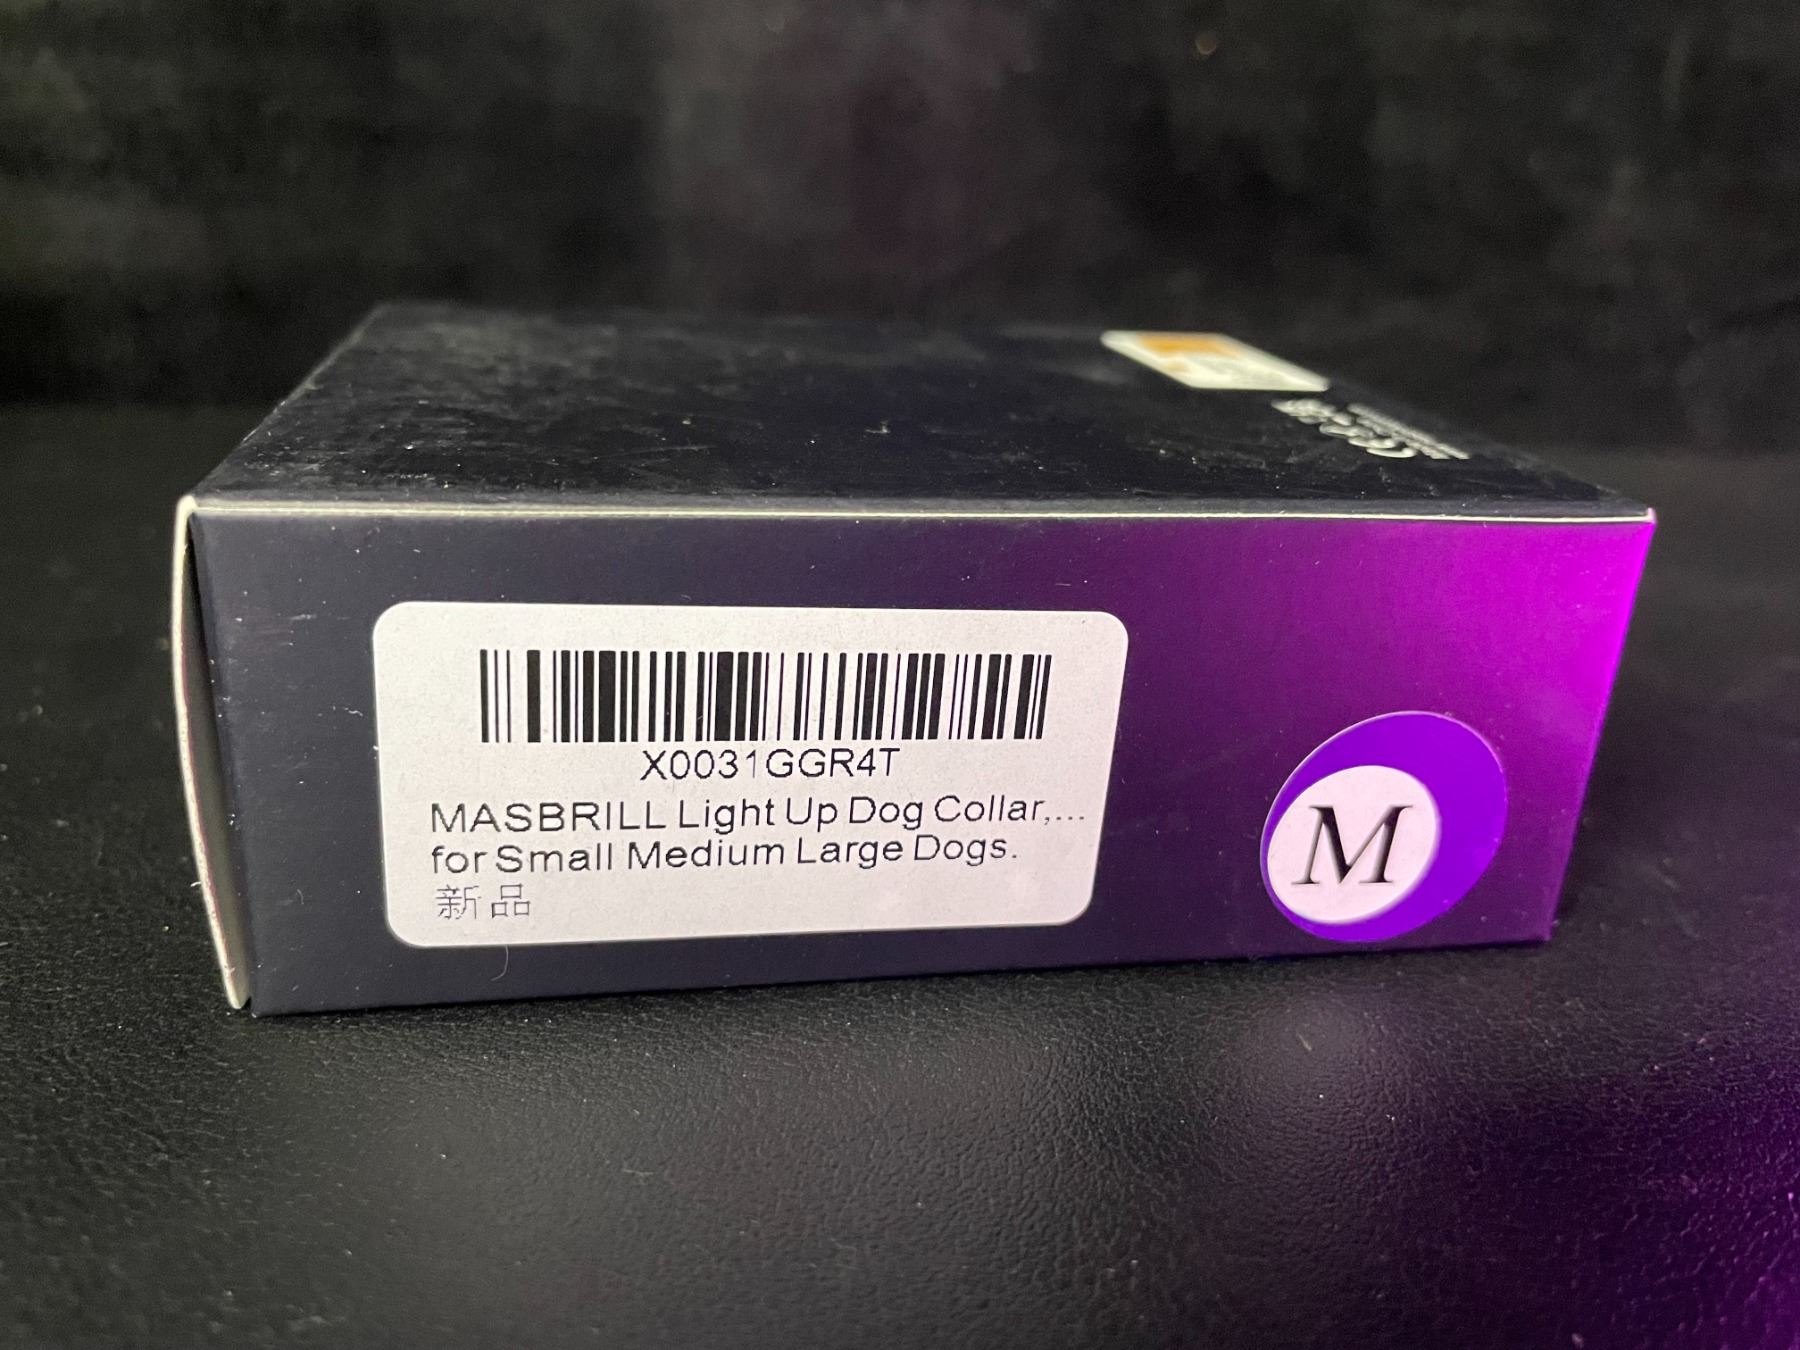 X0031GGR4T
MASBRILL Light Up Dog Collar,...
for Small Medium Large Dogs.
新品
M